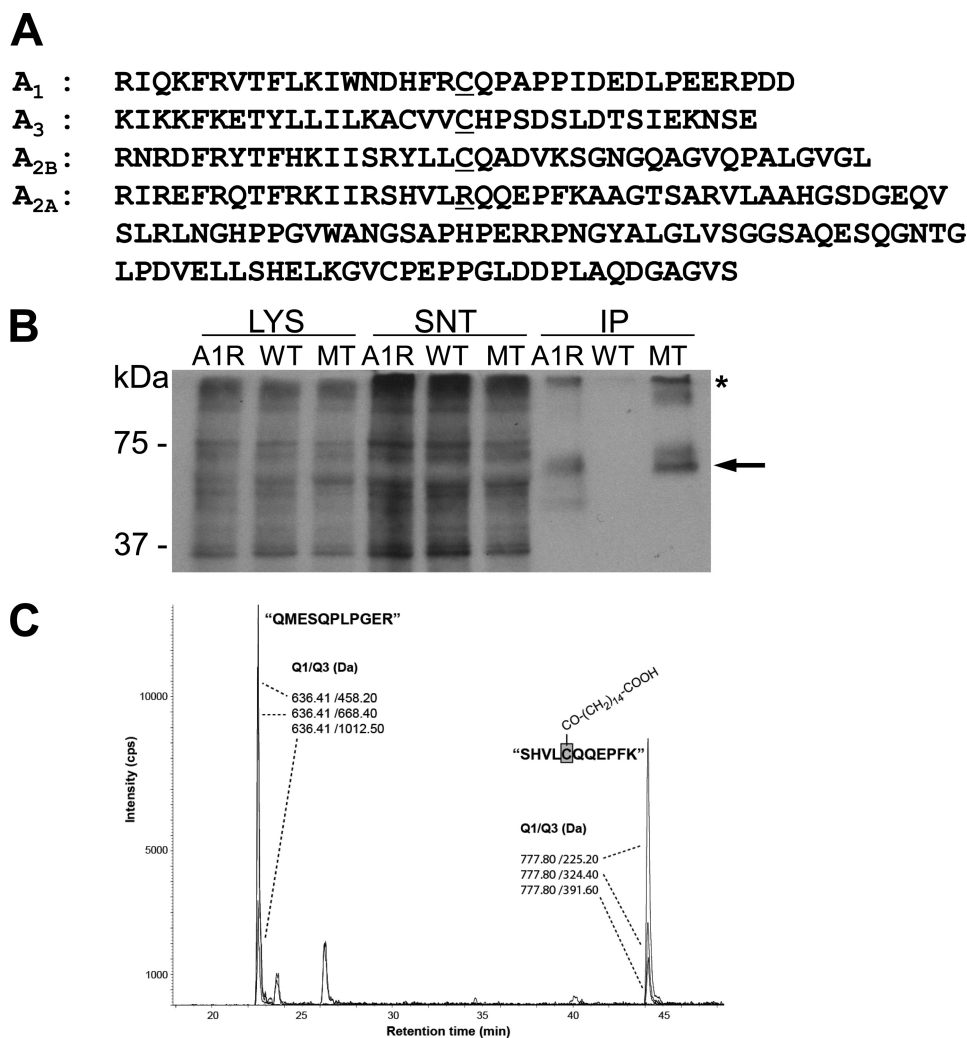 A
A1 : RIQKFRVTFLKIWNDHFRCQPAPPIDEDLPEERPDD
A3 : KIKKFKETYLLILKACVVCHPSDSLDTSIEKNSE
A2B: RNRDFRYTFHKIISRYLLCQADVKSGNGQAGVQPALGVGL
A2A: RIREFRQTFRKIIRSHVLRQQEPFKAAGTSARVLAAHGSDGEQV
SLRLNGHPPGVWANGSAPHPERRPNGYALGLVSGGSAQESQGNTG
LPDVELLSHELKGVCPEPPGLDDPLAQDGAGVS
B
LYS SNT IP
A1R WT MT A1R WT MT A1R WT MT
kDa
*
75 -
37 -
C
"QMESQPLPGER"
Q1/Q3 (Da)
636.41 /458.20
636.41 /668.40
636.41 /1012.50
CO-(CH2)14-COOH
"SHVLCQQEPFK"
Q1/Q3 (Da)
777.80 /225.20
777.80 /324.40
777.80 /391.60
Intensity (cps)
10000
5000
1000
20 25 30 35 40 45
Retention time (min)